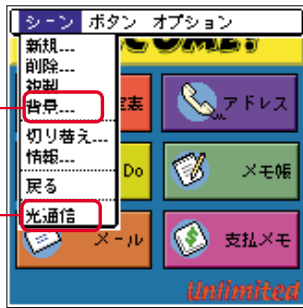 シーン ボタン オプション
新規...
削除...
複製
背景...
切り替え...
情報...
戻る
光通信
アドレス
Do
メモ帳
メール
支払メモ
Unlimited